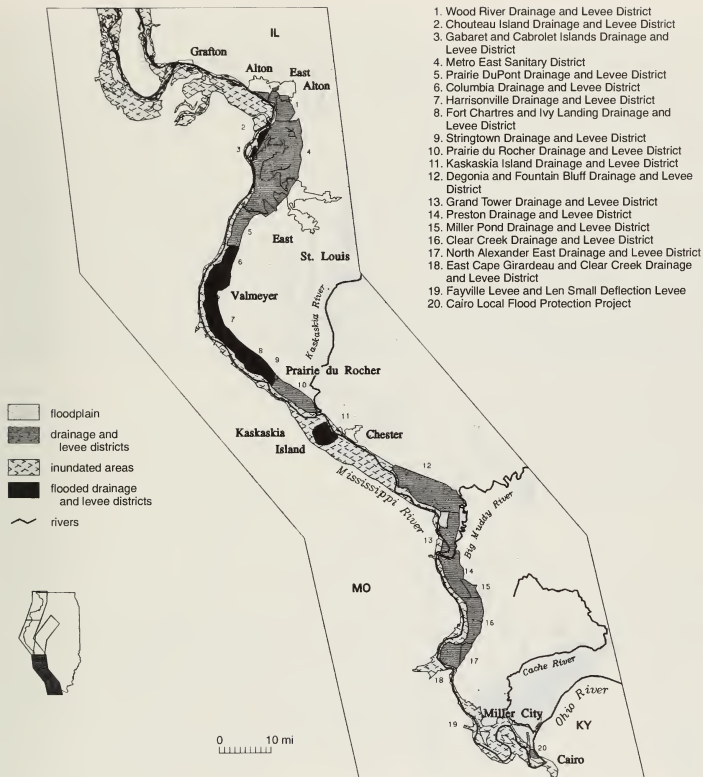 1. Wood River Drainage and Levee District
2. Chouteau Island Drainage and Levee District
3. Gabaret and Cabrolet Islands Drainage and
Levee District
4. Metro East Sanitary District
5. Prairie DuPont Drainage and Levee District
6. Columbia Drainage and Levee District
7. Harrisonville Drainage and Levee District
8. Fort Chartres and Ivy Landing Drainage and
Levee District
9. Stringtown Drainage and Levee District
10. Prairie du Rocher Drainage and Levee District
11. Kaskaskia Island Drainage and Levee District
12. Degonia and Fountain Bluff Drainage and Levee
District
13. Grand Tower Drainage and Levee District
14. Preston Drainage and Levee District
15. Miller Pond Drainage and Levee District
16. Clear Creek Drainage and Levee District
17. North Alexander East Drainage and Levee District
18. East Cape Girardeau and Clear Creek Drainage
and Levee District
19. Fayville Levee and Len Small Deflection Levee
20. Cairo Local Flood Protection Project
IL
Grafton
Alton
East
Alton
1
2
3
4
5
East
St. Louis
6
Valmeyer
7
Kaskaskia River
8
9
Prairie du Rocher
10
11
Kaskaskia
Island
Chester
12
Mississippi River
Big Muddy River
13
14
MO
15
16
17
18
Cache River
Ohio River
Miller City
19
KY
20
Cairo
floodplain
drainage and
levee districts
inundated areas
flooded drainage
and levee districts
rivers
0 10 mi